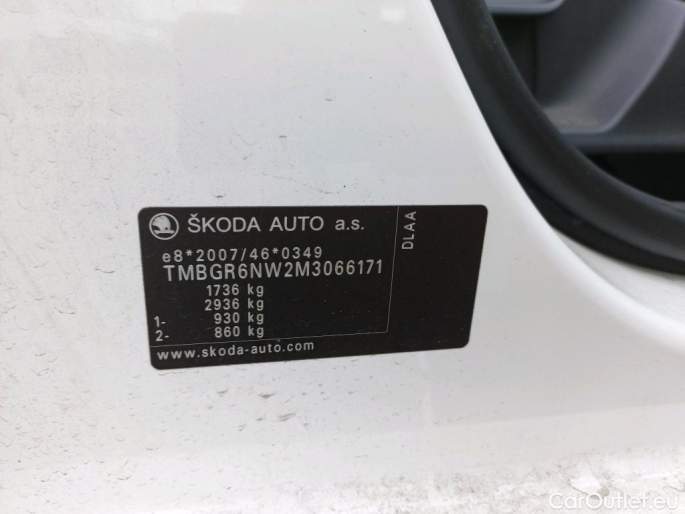 ŠKODA AUTO a.s.
DLAA
e8*2007/46*0349
TMBGR6NW2M3066171
1736 kg
2936 kg
1- 930 kg
2- 860 kg
www.skoda-auto.com
CarOutlet.eu